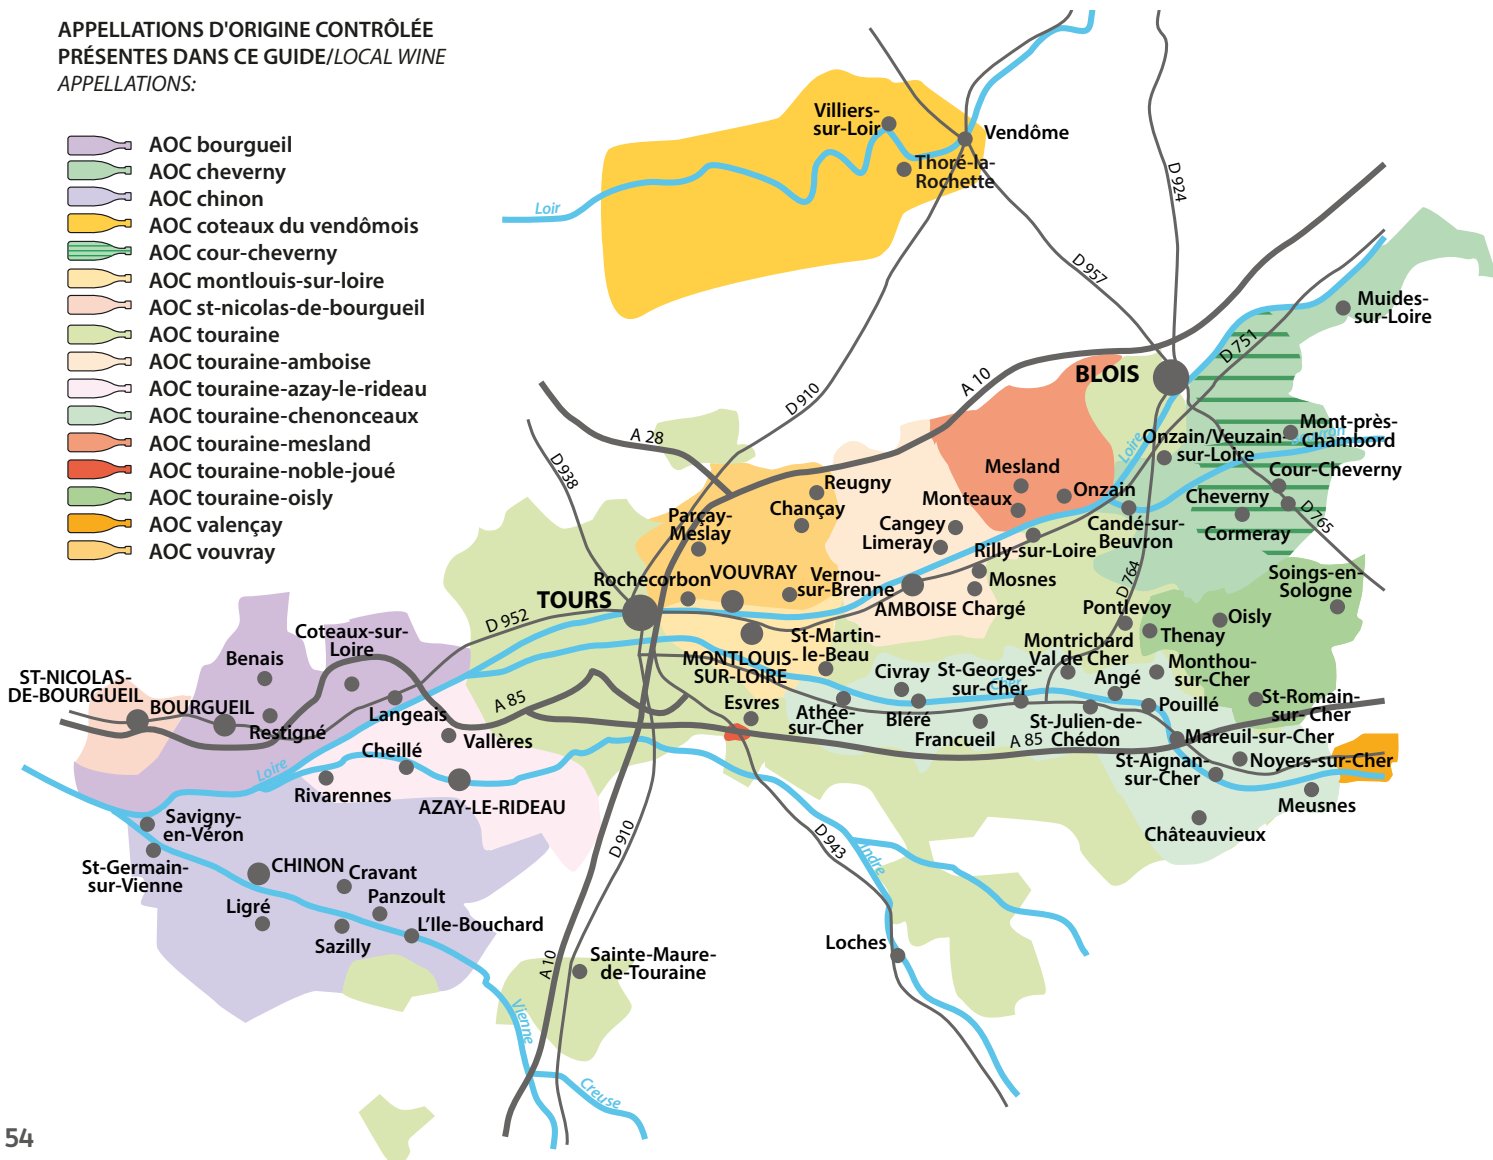 APPELLATIONS D'ORIGINE CONTRÔLÉE
PRÉSENTES DANS CE GUIDE/LOCAL WINE
APPELLATIONS:
AOC bourgueil
AOC cheverny
AOC chinon
AOC coteaux du vendômois
AOC cour-cheverny
AOC montlouis-sur-loire
AOC st-nicolas-de-bourgueil
AOC touraine
AOC touraine-amboise
AOC touraine-azay-le-rideau
AOC touraine-chenonceaux
AOC touraine-mesland
AOC touraine-noble-joué
AOC touraine-oisly
AOC valençay
AOC vouvray
Villiers-
sur-Loir
Vendôme
Thoré-la-
Rochette
Loir
D 924
D 957
Muides-
sur-Loire
D 751
BLOIS
A 10
D 910
A 28
D 938
Mont-près-
Chambord
Onzain/Veuzain-
sur-Loire
Loire
Cour-Cheverny
Cheverny
Cormeray
D 765
Mesland
Monteaux
Onzain
Candé-sur-
Beuvron
Reugny
Chançay
Parçay-
Meslay
Cangey
Limeray
Rilly-sur-Loire
Mosnes
AMBOISE
Chargé
Rochecorbon
VOUVRAY
Vernou-
sur-Brenne
TOURS
D 952
D 764
Soings-en-
Sologne
Oisly
Pontlevoy
Thenay
Montrichard
Val de Cher
Monthou-
sur-Cher
Angé
Pouillé
St-Romain-
sur- Cher
MONTLOUIS-
SUR-LOIRE
St-Martin-
le-Beau
Civray
St-Georges-
sur-Cher
Cher
Athée-
sur-Cher
Bléré
Francueil
St-Julien-de-
Chédon
A 85
Mareuil-sur-Cher
St-Aignan-
sur-Cher
Noyers-sur-Cher
Meusnes
Châteauvieux
Esvres
A 85
Coteaux-sur-
Loire
Benais
ST-NICOLAS-
DE-BOURGUEIL
BOURGUEIL
Restigné
Langeais
Vallères
Cheillé
Loire
Rivarennes
AZAY-LE-RIDEAU
Savigny-
en-Véron
St-Germain-
sur-Vienne
CHINON
Cravant
Panzoult
Ligré
Sazilly
L'Ile-Bouchard
D 910
D 943
Indre
Loches
A 10
Sainte-Maure-
de-Touraine
Vienne
Creuse
54